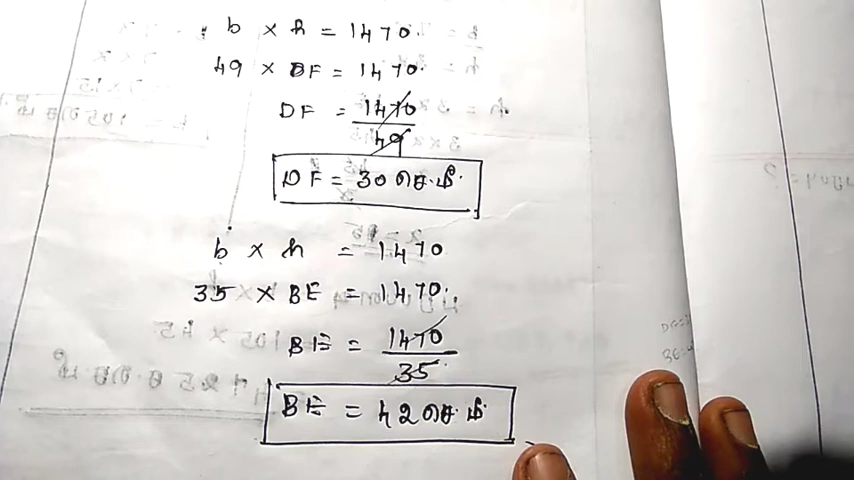 b × h = 1470
49 × DF = 1470
DF = 1470
49
DF = 30 செ.மீ
b × h = 1470
35 × BE = 1470
BE = 1470
35
BE = 42 செ.மீ